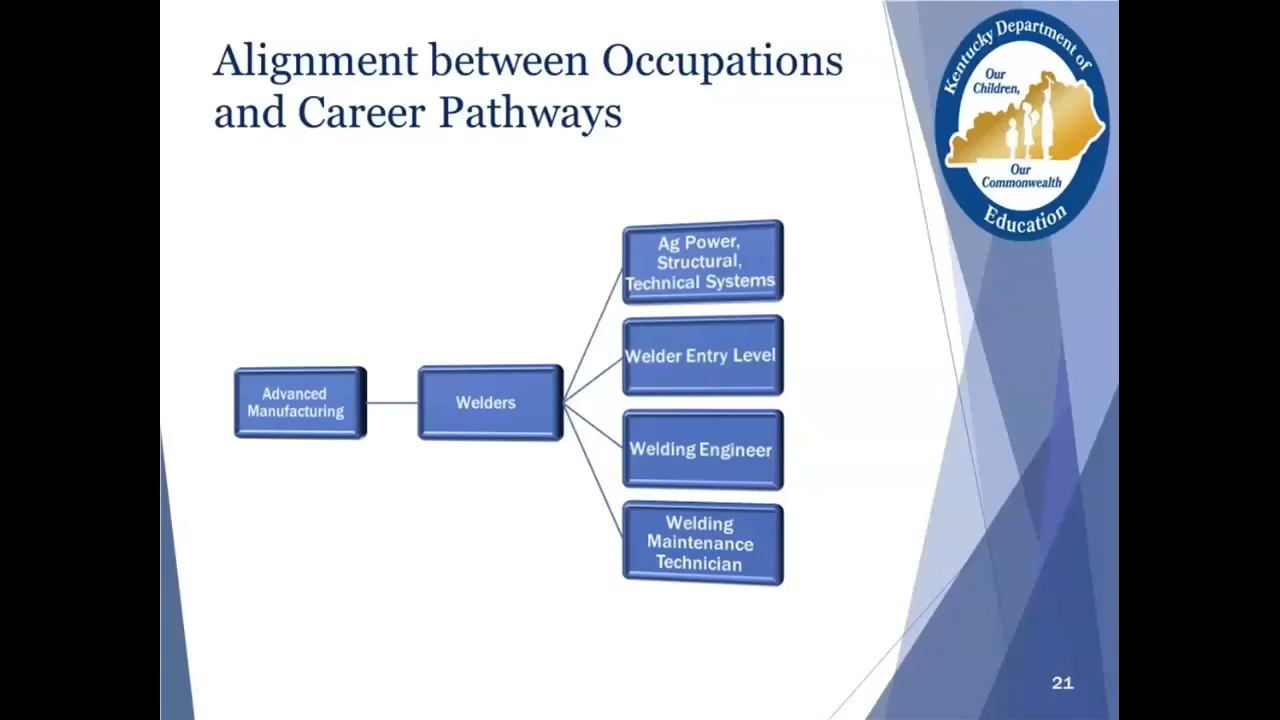 Alignment between Occupations
and Career Pathways
Kentucky Department of
Our
Children,
Our
Commonwealth
Education
Ag Power,
Structural,
Technical Systems
Welder Entry Level
Advanced
Manufacturing
Welders
Welding Engineer
Welding
Maintenance
Technician
21